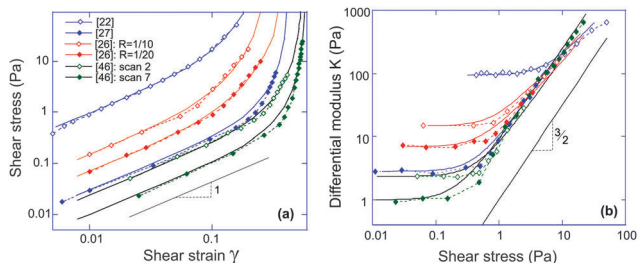 [22]
[27]
[26]: R=1/10
[26]: R=1/20
[46]: scan 2
[46]: scan 7
10
1
0.1
0.01
Shear stress (Pa)
0.01
0.1
Shear strain γ
1
(a)
1000
100
10
1
Differential modulus K (Pa)
0.01
0.1
1
10
100
Shear stress (Pa)
3/2
(b)